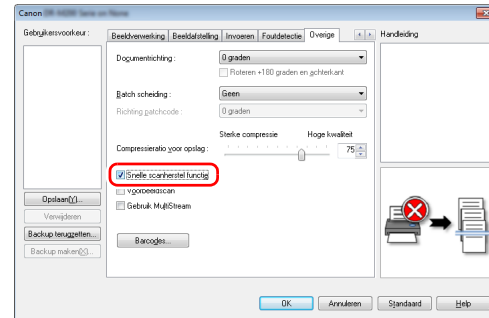 Canon
Gebruikersvoorkeur :
Opslaan(Y)...
Verwijderen
Backup terugzetten...
Backup maken(X)...
Beeldverwerking
Beeldafstelling
Invoeren
Foutdetectie
Overige
Documentrichting :
0 graden
Roteren +180 graden en achterkant
Batch scheiding :
Geen
Richting patchcode :
0 graden
Sterke compressie
Hoge kwaliteit
Compressieratio voor opslag :
75
Snelle scanherstel functie
Voorbeeldscan
Gebruik MultiStream
Barcodes...
Handleiding
OK
Annuleren
Standaard
Help